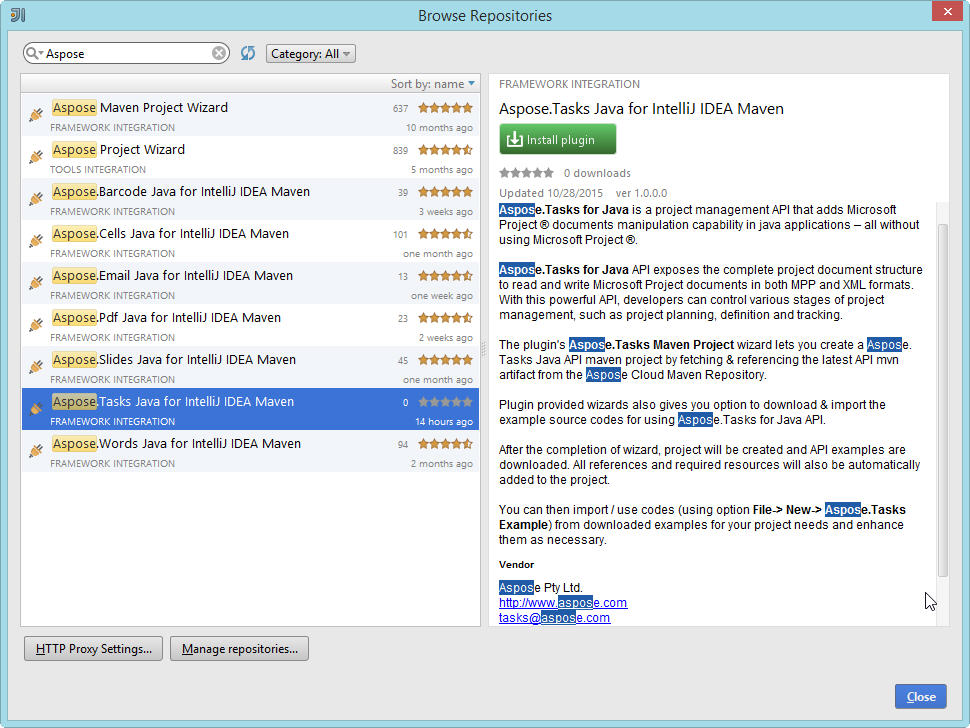 Browse Repositories
Aspose
Category: All
Sort by: name
Aspose Maven Project Wizard 637
FRAMEWORK INTEGRATION 10 months ago
Aspose Project Wizard 839
TOOLS INTEGRATION 5 months ago
Aspose.Barcode Java for IntelliJ IDEA Maven 39
FRAMEWORK INTEGRATION 3 weeks ago
Aspose.Cells Java for IntelliJ IDEA Maven 101
FRAMEWORK INTEGRATION one month ago
Aspose.Email Java for IntelliJ IDEA Maven 13
FRAMEWORK INTEGRATION one week ago
Aspose.Pdf Java for IntelliJ IDEA Maven 23
FRAMEWORK INTEGRATION 2 weeks ago
Aspose.Slides Java for IntelliJ IDEA Maven 45
FRAMEWORK INTEGRATION one month ago
Aspose.Tasks Java for IntelliJ IDEA Maven 0
FRAMEWORK INTEGRATION 14 hours ago
Aspose.Words Java for IntelliJ IDEA Maven 94
FRAMEWORK INTEGRATION 2 months ago
FRAMEWORK INTEGRATION
Aspose.Tasks Java for IntelliJ IDEA Maven
Install plugin
0 downloads
Updated 10/28/2015 ver 1.0.0.0
Aspose.Tasks for Java is a project management API that adds Microsoft
Project ® documents manipulation capability in java applications – all without
using Microsoft Project ®.
Aspose.Tasks for Java API exposes the complete project document structure
to read and write Microsoft Project documents in both MPP and XML formats.
With this powerful API, developers can control various stages of project
management, such as project planning, definition and tracking.
The plugin's Aspose.Tasks Maven Project wizard lets you create a Aspose.
Tasks Java API maven project by fetching & referencing the latest API mvn
artifact from the Aspose Cloud Maven Repository.
Plugin provided wizards also gives you option to download & import the
example source codes for using Aspose.Tasks for Java API.
After the completion of wizard, project will be created and API examples are
downloaded. All references and required resources will also be automatically
added to the project.
You can then import / use codes (using option File-> New-> Aspose.Tasks
Example) from downloaded examples for your project needs and enhance
them as necessary.
Vendor
Aspose Pty Ltd.
http://www.aspose.com
tasks@aspose.com
HTTP Proxy Settings...
Manage repositories...
Close